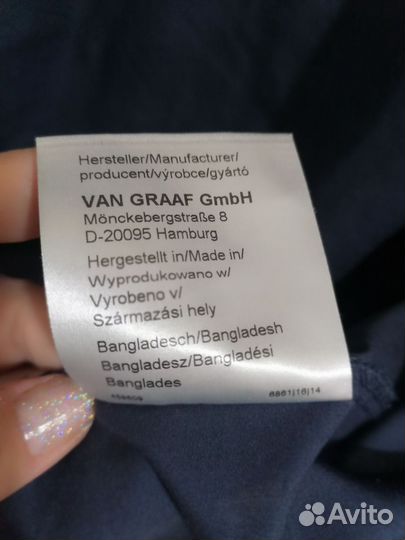 Hersteller/Manufacturer/
producent/výrobce/gyártó
VAN GRAAF GmbH
Mönckebergstraße 8
D-20095 Hamburg
Hergestellt in/Made in/
Wyprodukowano w/
Vyrobeno v/
Származási hely
Bangladesch/Bangladesh
Bangladesz/Bangladési
Banglades
6861|16|14
Avito